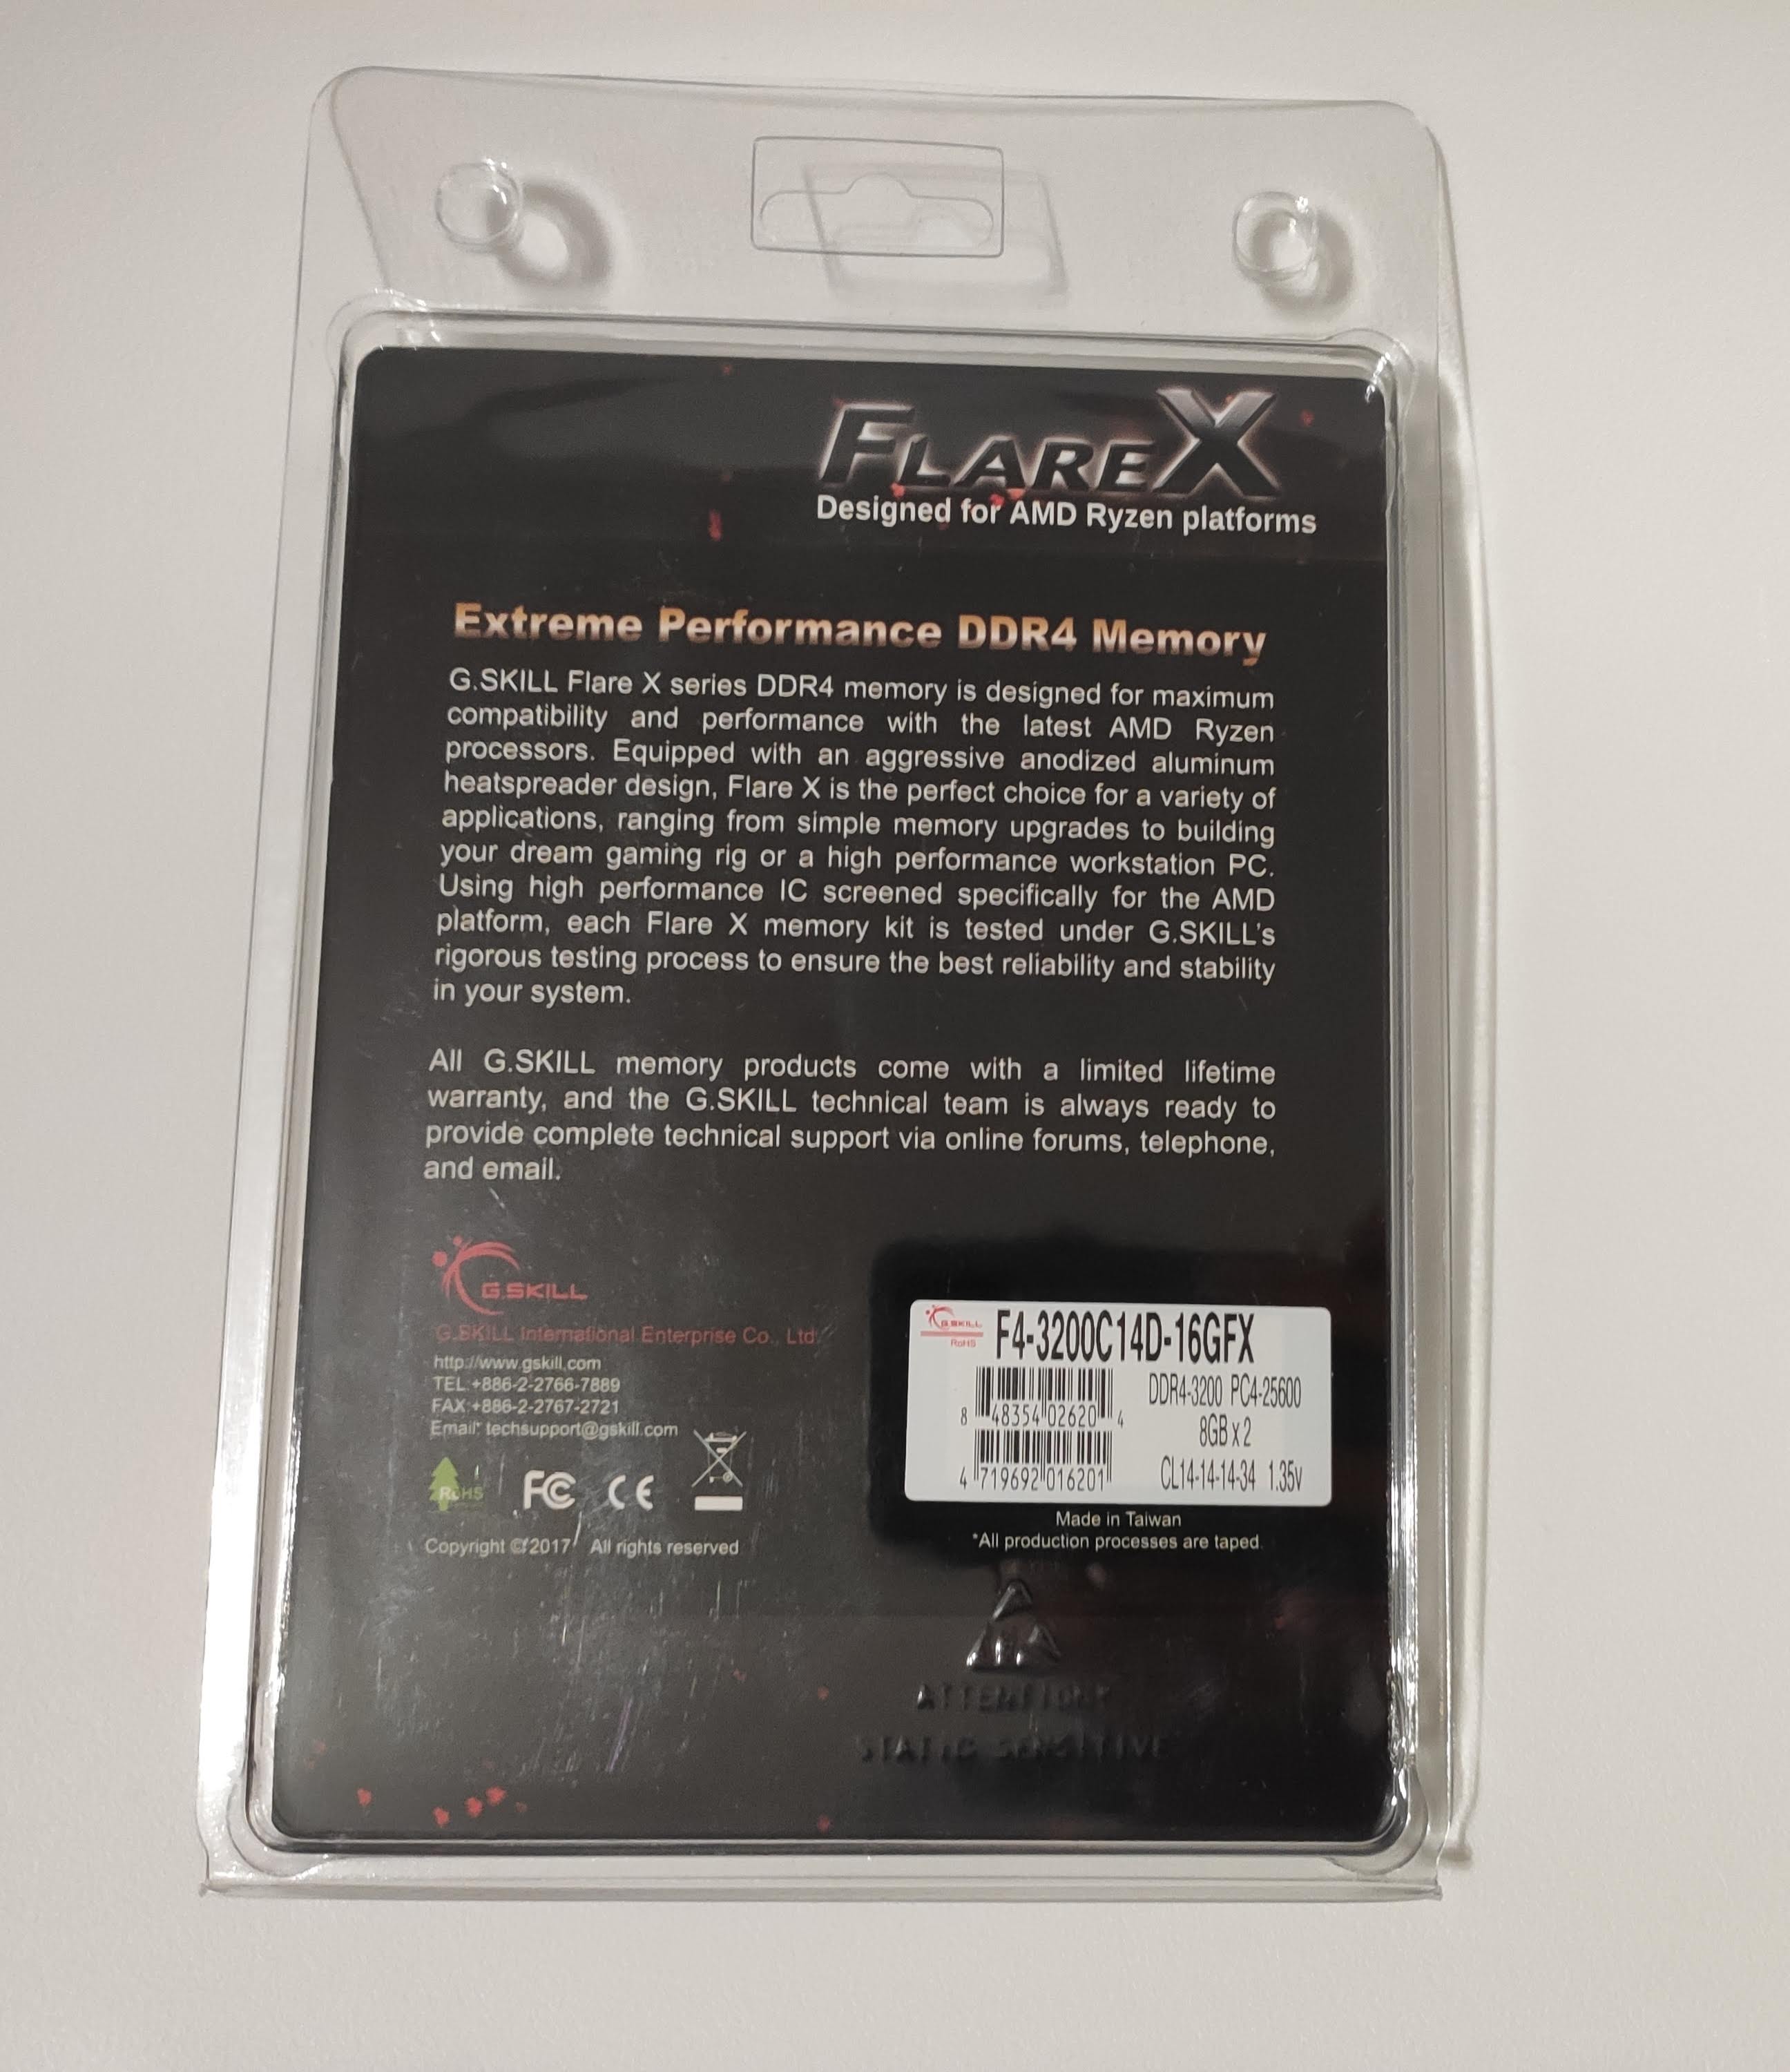 FLARE X
Designed for AMD Ryzen platforms
Extreme Performance DDR4 Memory
G.SKILL Flare X series DDR4 memory is designed for maximum
compatibility and performance with the latest AMD Ryzen
processors. Equipped with an aggressive anodized aluminum
heatspreader design, Flare X is the perfect choice for a variety of
applications, ranging from simple memory upgrades to building
your dream gaming rig or a high performance workstation PC.
Using high performance IC screened specifically for the AMD
platform, each Flare X memory kit is tested under G.SKILL's
rigorous testing process to ensure the best reliability and stability
in your system.
All G.SKILL memory products come with a limited lifetime
warranty, and the G.SKILL technical team is always ready to
provide complete technical support via online forums, telephone,
and email.
G.SKILL
G.SKILL International Enterprise Co., Ltd.
http://www.gskill.com
TEL:+886-2-2766-7889
FAX:+886-2-2767-2721
Email: techsupport@gskill.com
RoHS FC CE
Copyright © 2017 All rights reserved
G.SKILL
RoHS
F4-3200C14D-16GFX
8 48354 02620 4
DDR4-3200 PC4-25600
8GB x 2
4 719692 016201
CL14-14-14-34 1.35v
Made in Taiwan
*All production processes are taped.
ATTENTION
STATIC SENSITIVE